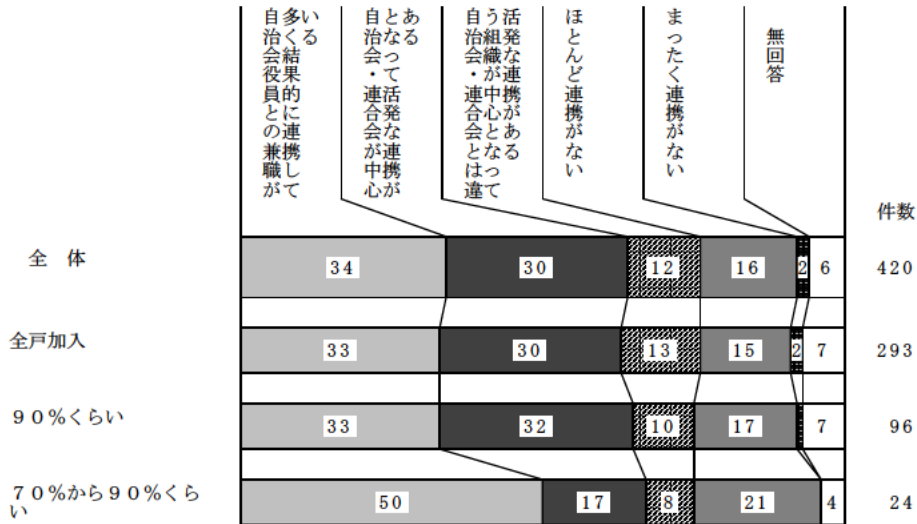 自治会役員との兼職が
多く結果的に連携して
いる
自治会・連合会が中心
となって活発な連携が
ある
自治会・連合会とは違
う組織が中心となって
活発な連携がある
ほとんど連携がない
まったく連携がない
無回答
件数
全　体 34 30 12 16 2 6 420
全戸加入 33 30 13 15 2 7 293
９０％くらい 33 32 10 17 7 96
７０％から９０％くら
い 50 17 8 21 4 24